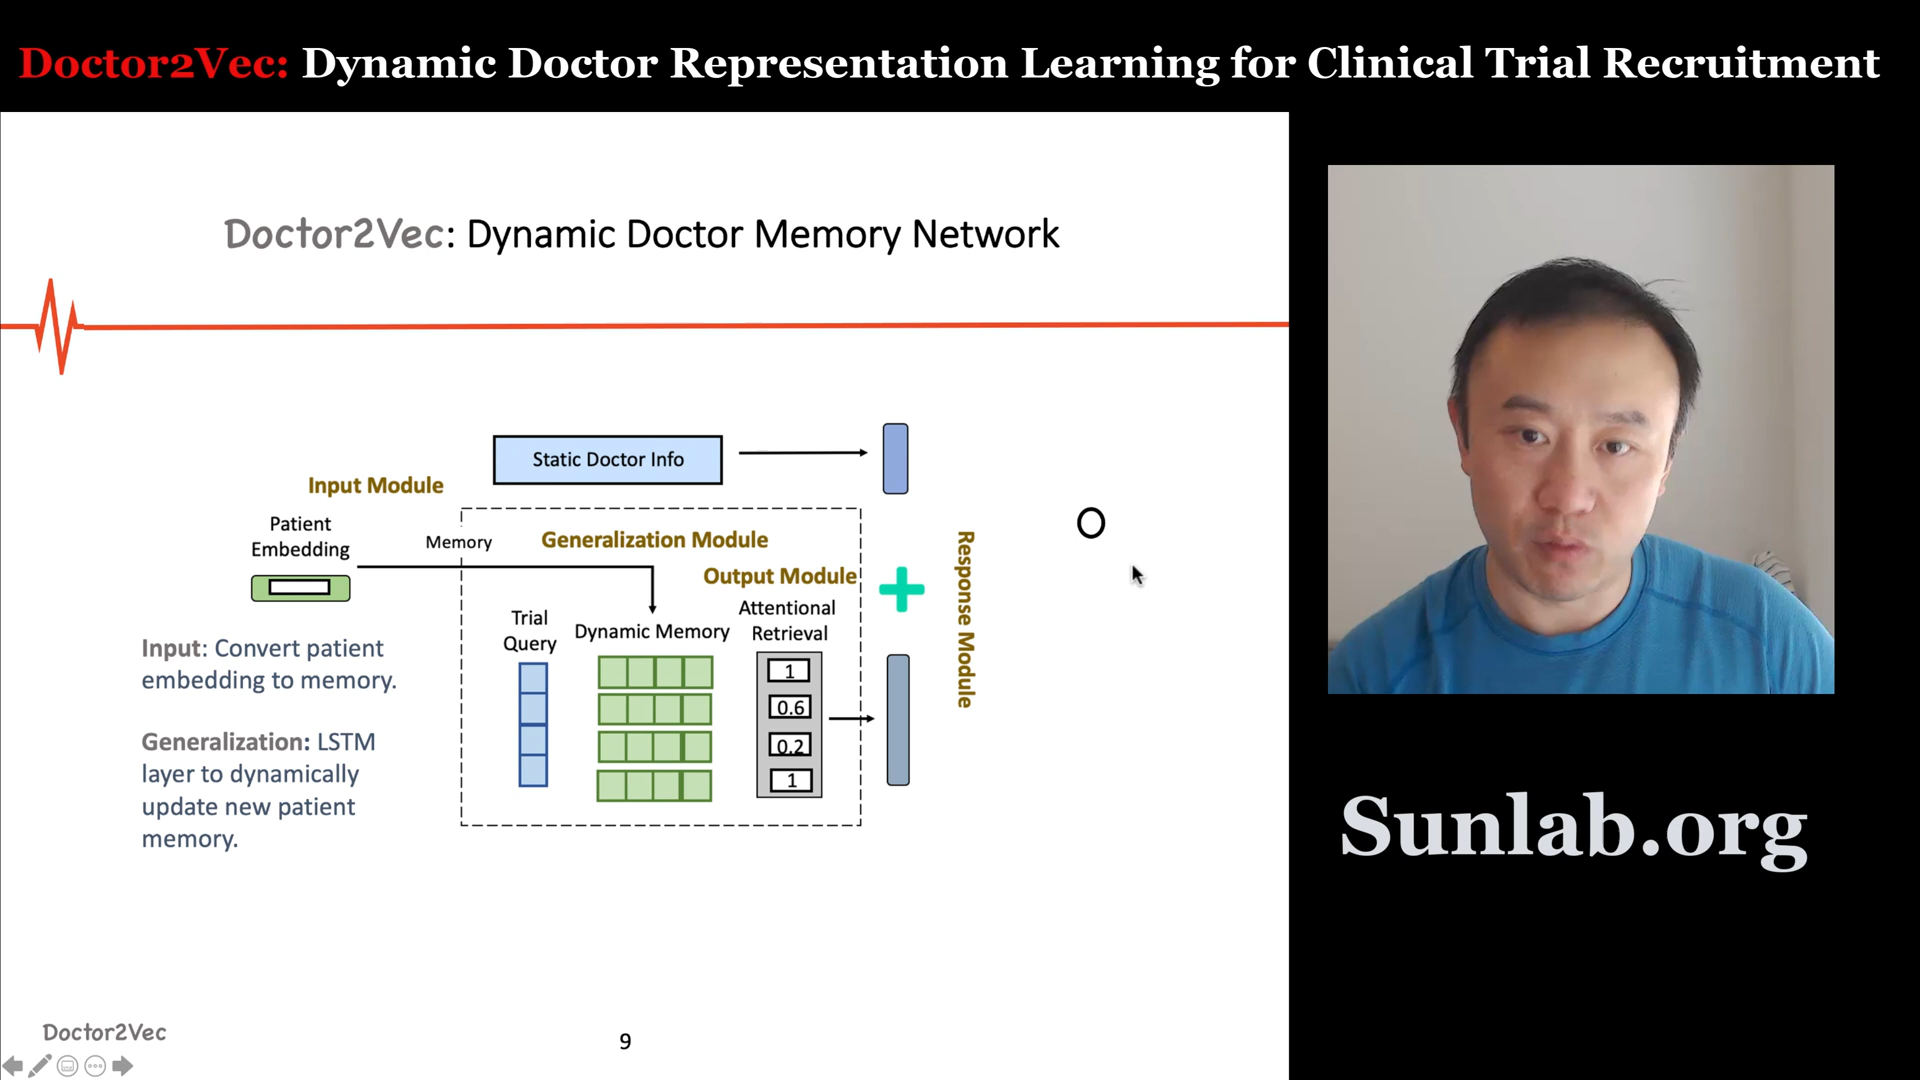 Doctor2Vec: Dynamic Doctor Representation Learning for Clinical Trial Recruitment
Doctor2Vec: Dynamic Doctor Memory Network
Static Doctor Info
Input Module
Patient
Embedding
Memory
Generalization Module
Output Module
Trial
Query
Dynamic Memory
Attentional
Retrieval
1
0.6
0.2
1
Response Module
Input: Convert patient
embedding to memory.
Generalization: LSTM
layer to dynamically
update new patient
memory.
Sunlab.org
Doctor2Vec
9